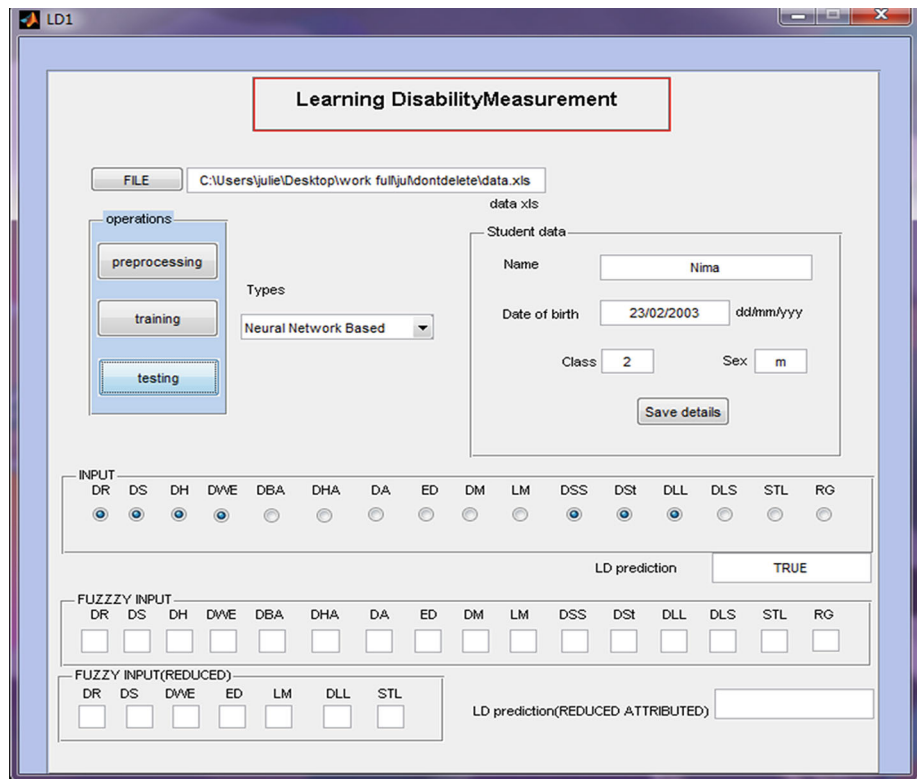 LD1
Learning DisabilityMeasurement
FILE C:\Users\julie\Desktop\work full\jul\dontdelete\data.xls
data xls
operations
preprocessing
training
testing
Types
Neural Network Based
Student data
Name Nima
Date of birth 23/02/2003 dd/mm/yyy
Class 2 Sex m
Save details
INPUT
DR DS DH DWE DBA DHA DA ED DM LM DSS DSt DLL DLS STL RG
LD prediction TRUE
FUZZZY INPUT
DR DS DH DWE DBA DHA DA ED DM LM DSS DSt DLL DLS STL RG
FUZZY INPUT(REDUCED)
DR DS DWE ED LM DLL STL
LD prediction(REDUCED ATTRIBUTED)